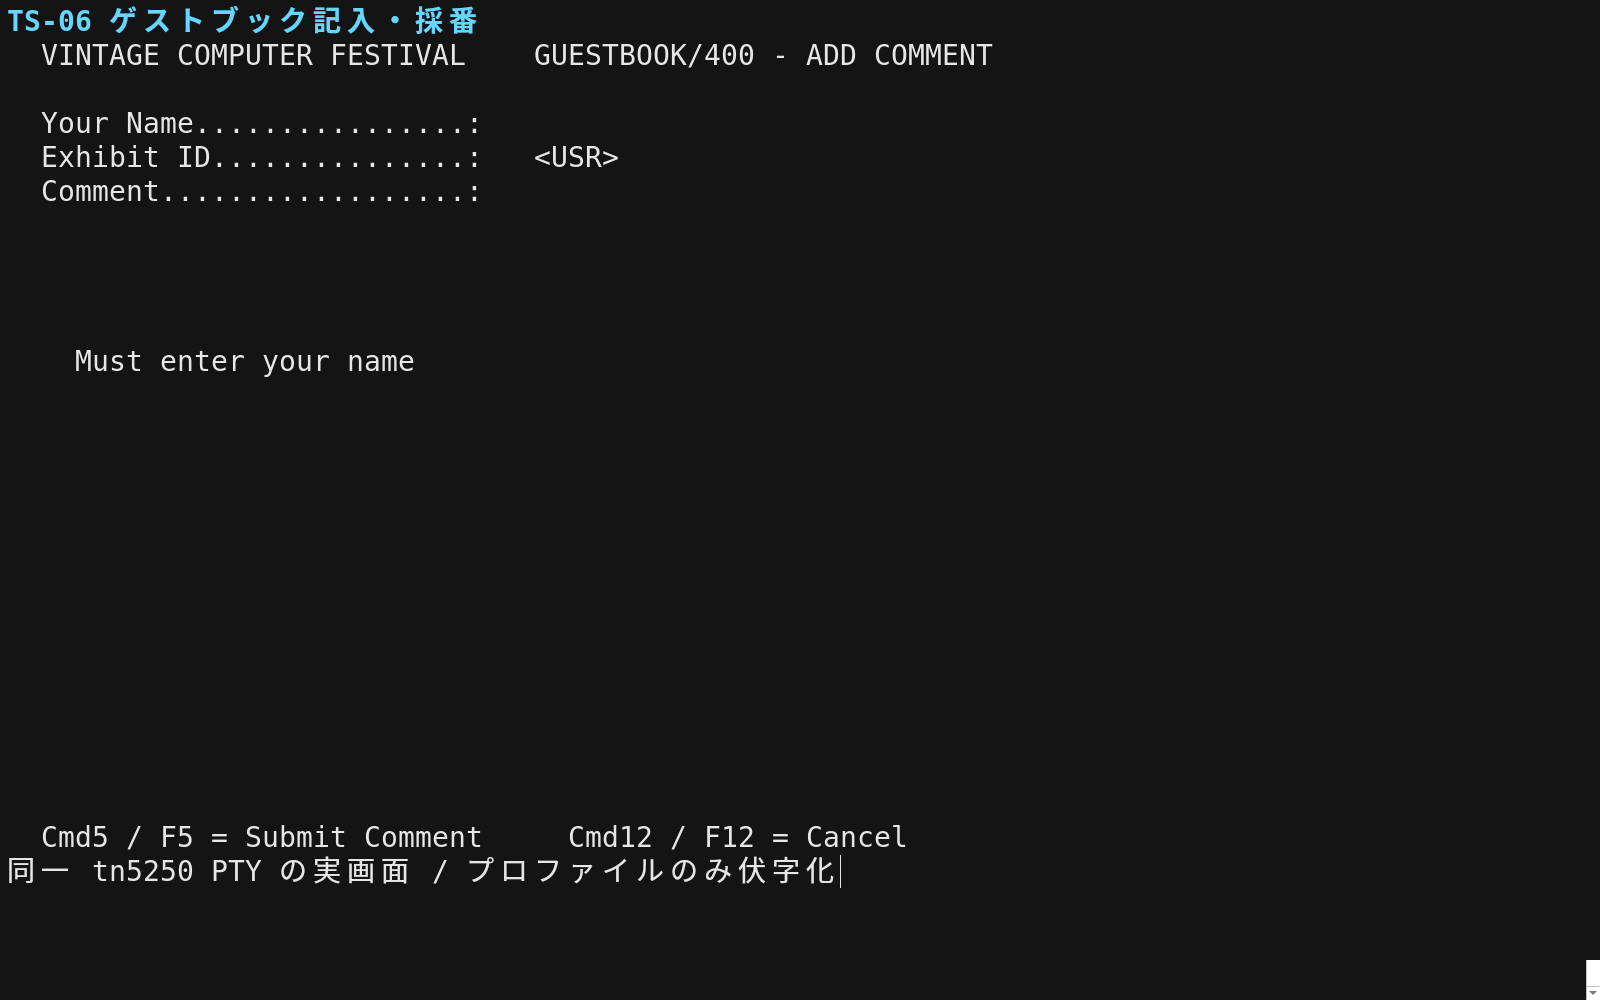 TS-06 ゲストブック記入・採番
VINTAGE COMPUTER FESTIVAL    GUESTBOOK/400 - ADD COMMENT
Your Name................:
Exhibit ID...............:   <USR>
Comment..................:
Must enter your name
Cmd5 / F5 = Submit Comment     Cmd12 / F12 = Cancel
同一 tn5250 PTY の実画面 / プロファイルのみ伏字化